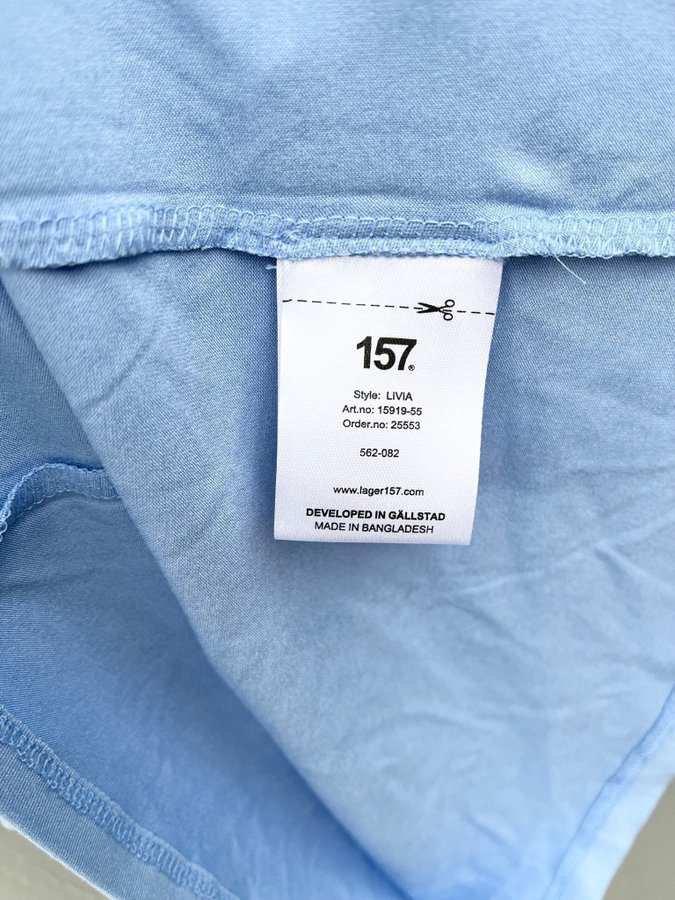 157®
Style: LIVIA
Art.no: 15919-55
Order.no: 25553
562-082
www.lager157.com
DEVELOPED IN GÄLLSTAD
MADE IN BANGLADESH